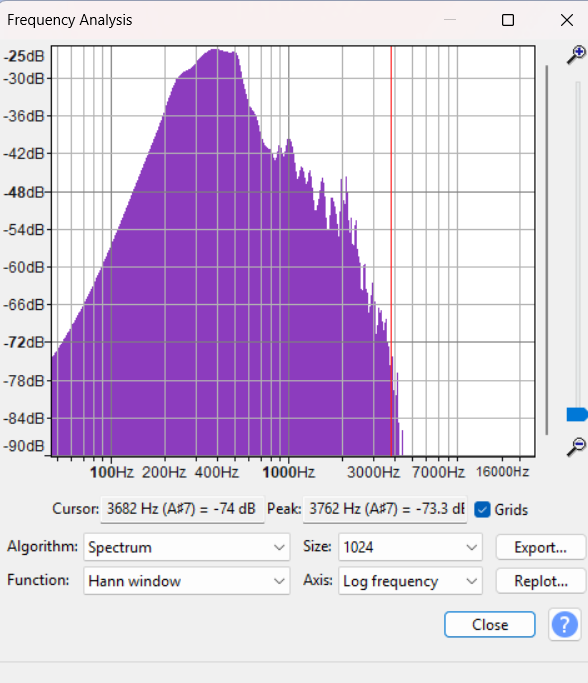 Frequency Analysis
-25dB
-30dB
-36dB
-42dB
-48dB
-54dB
-60dB
-66dB
-72dB
-78dB
-84dB
-90dB
100Hz 200Hz 400Hz 1000Hz 3000Hz 7000Hz 16000Hz
Cursor: 3682 Hz (A♯7) = -74 dB Peak: 3762 Hz (A♯7) = -73.3 dB Grids
Algorithm: Spectrum Size: 1024 Export...
Function: Hann window Axis: Log frequency Replot...
Close ?